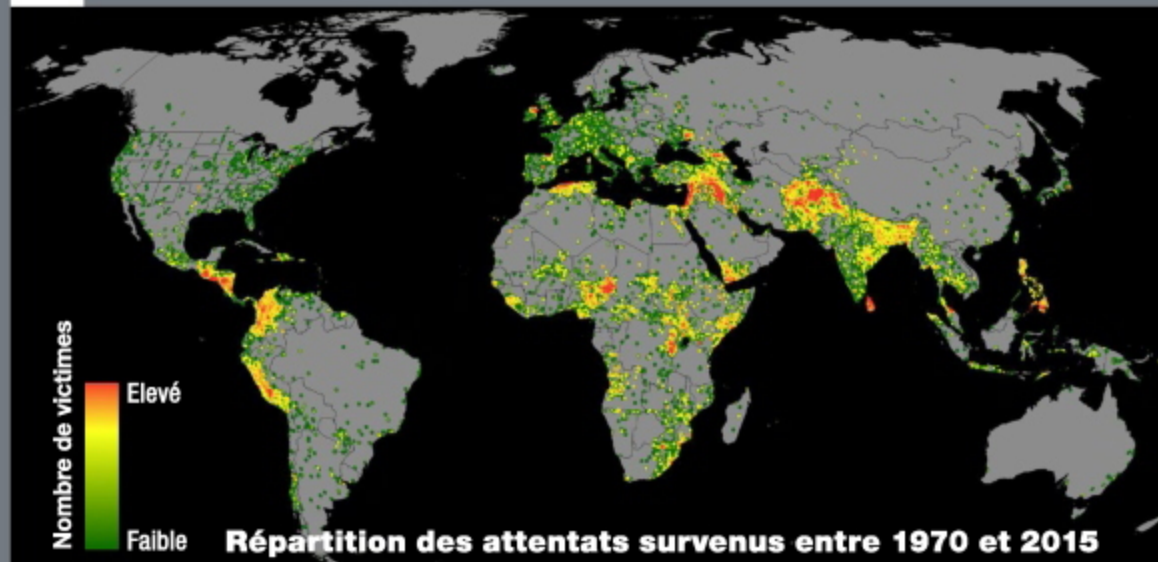 Nombre de victimes
Elevé
Faible
Répartition des attentats survenus entre 1970 et 2015